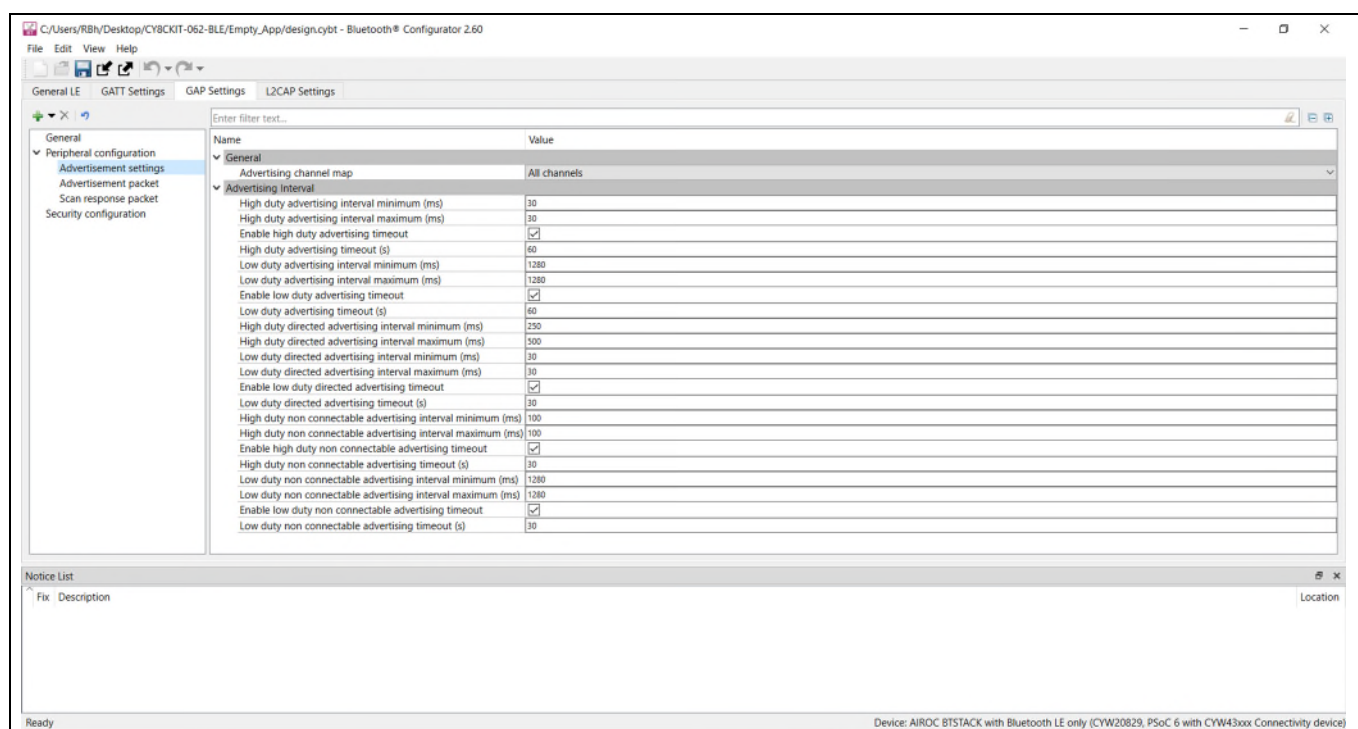 C:/Users/RBh/Desktop/CY8CKIT-062-BLE/Empty_App/design.cybt - Bluetooth® Configurator 2.60
File Edit View Help
General LE GATT Settings GAP Settings L2CAP Settings
Enter filter text...
General
Peripheral configuration
Advertisement settings
Advertisement packet
Scan response packet
Security configuration
Name Value
General
Advertising channel map All channels
Advertising Interval
High duty advertising interval minimum (ms) 30
High duty advertising interval maximum (ms) 30
Enable high duty advertising timeout
High duty advertising timeout (s) 60
Low duty advertising interval minimum (ms) 1280
Low duty advertising interval maximum (ms) 1280
Enable low duty advertising timeout
Low duty advertising timeout (s) 60
High duty directed advertising interval minimum (ms) 250
High duty directed advertising interval maximum (ms) 500
Low duty directed advertising interval minimum (ms) 30
Low duty directed advertising interval maximum (ms) 30
Enable low duty directed advertising timeout
Low duty directed advertising timeout (s) 30
High duty non connectable advertising interval minimum (ms) 100
High duty non connectable advertising interval maximum (ms) 100
Enable high duty non connectable advertising timeout
High duty non connectable advertising timeout (s) 30
Low duty non connectable advertising interval minimum (ms) 1280
Low duty non connectable advertising interval maximum (ms) 1280
Enable low duty non connectable advertising timeout
Low duty non connectable advertising timeout (s) 30
Notice List
Fix Description Location
Ready Device: AIROC BTSTACK with Bluetooth LE only (CYW20829, PSoC 6 with CYW43xxx Connectivity device)